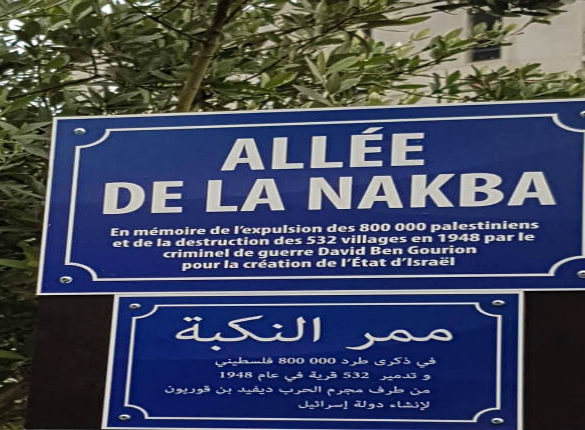 ALLÉE
DE LA NAKBA
En mémoire de l'expulsion des 800 000 palestiniens
et de la destruction des 532 villages en 1948 par le
criminel de guerre David Ben Gourion
pour la création de l'État d'Israël
ممر النكبة
في ذكرى طرد 000 800 فلسطيني
و تدمير 532 قرية في عام 1948
من طرف مجرم الحرب ديفيد بن قوريون
لإنشاء دولة إسرائيل